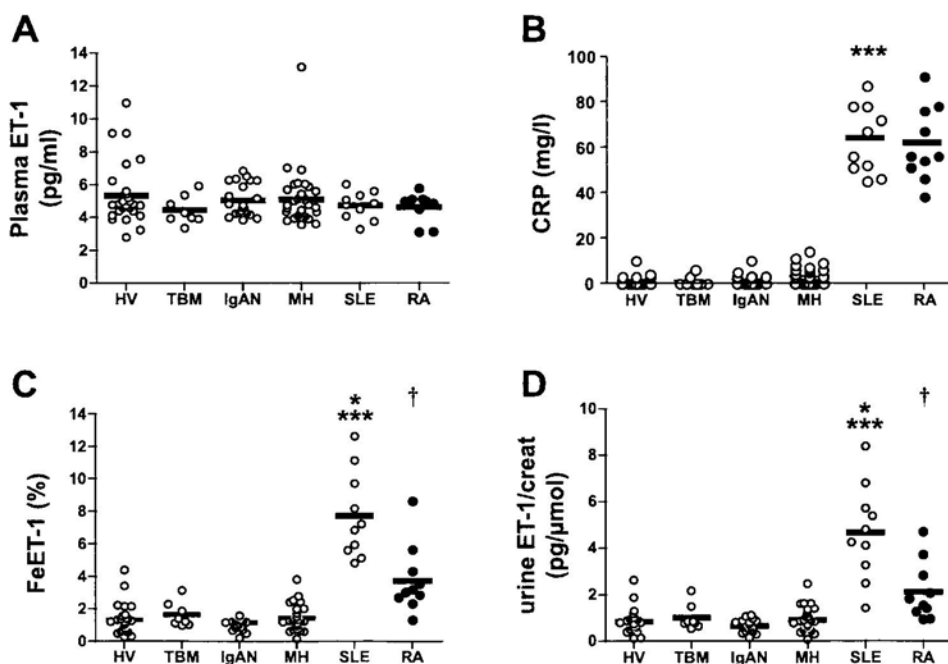 A
Plasma ET-1
(pg/ml)
14
12
10
8
6
4
2
0
HV TBM IgAN MH SLE RA
B
CRP (mg/l)
100
80
60
40
20
0
***
HV TBM IgAN MH SLE RA
C
FeET-1 (%)
14
12
10
8
6
4
2
0
*
***
†
HV TBM IgAN MH SLE RA
D
urine ET-1/creat
(pg/µmol)
10
8
6
4
2
0
*
***
†
HV TBM IgAN MH SLE RA